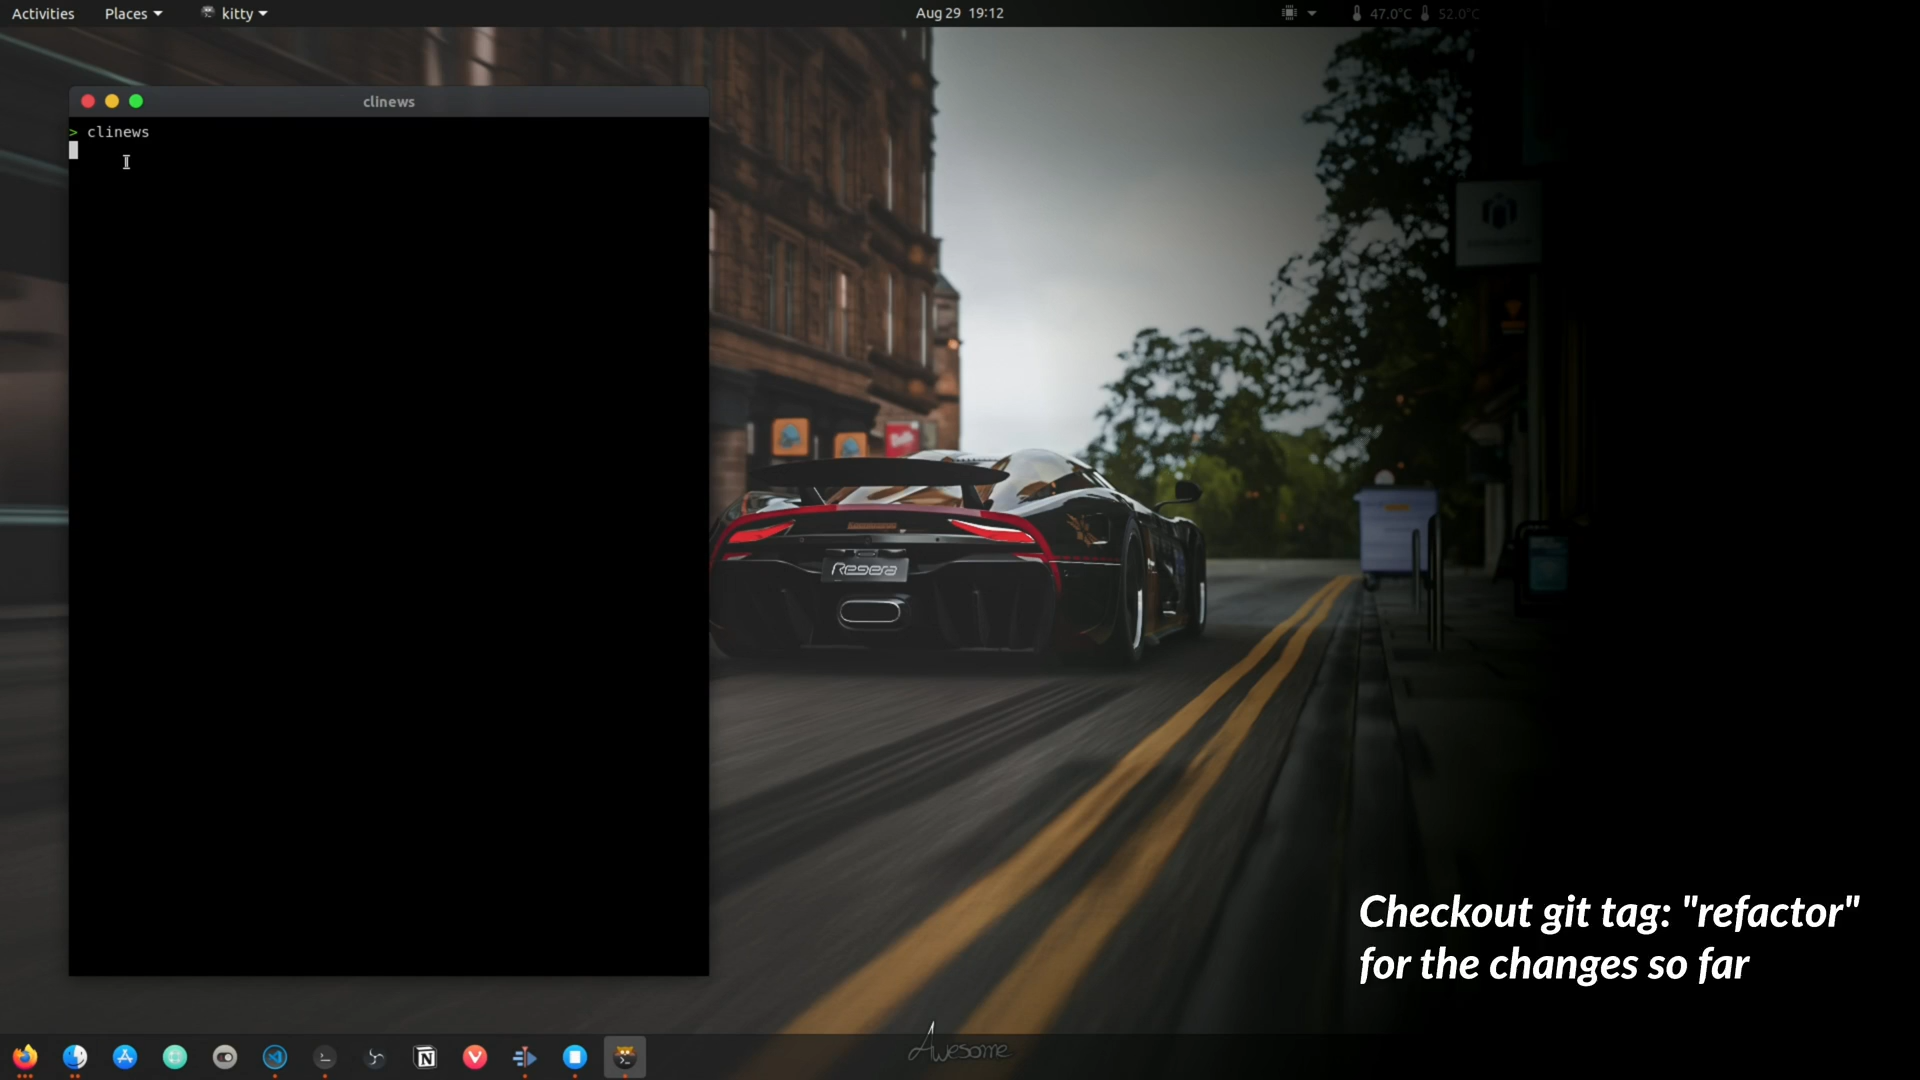 Activities Places kitty Aug 29 19:12 47.0°C 52.0°C
clinews
> clinews
Regera
Checkout git tag: "refactor"
for the changes so far
Awesome